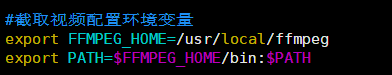 #截取视频配置环境变量
export FFMPEG_HOME=/usr/local/ffmpeg
export PATH=$FFMPEG_HOME/bin:$PATH